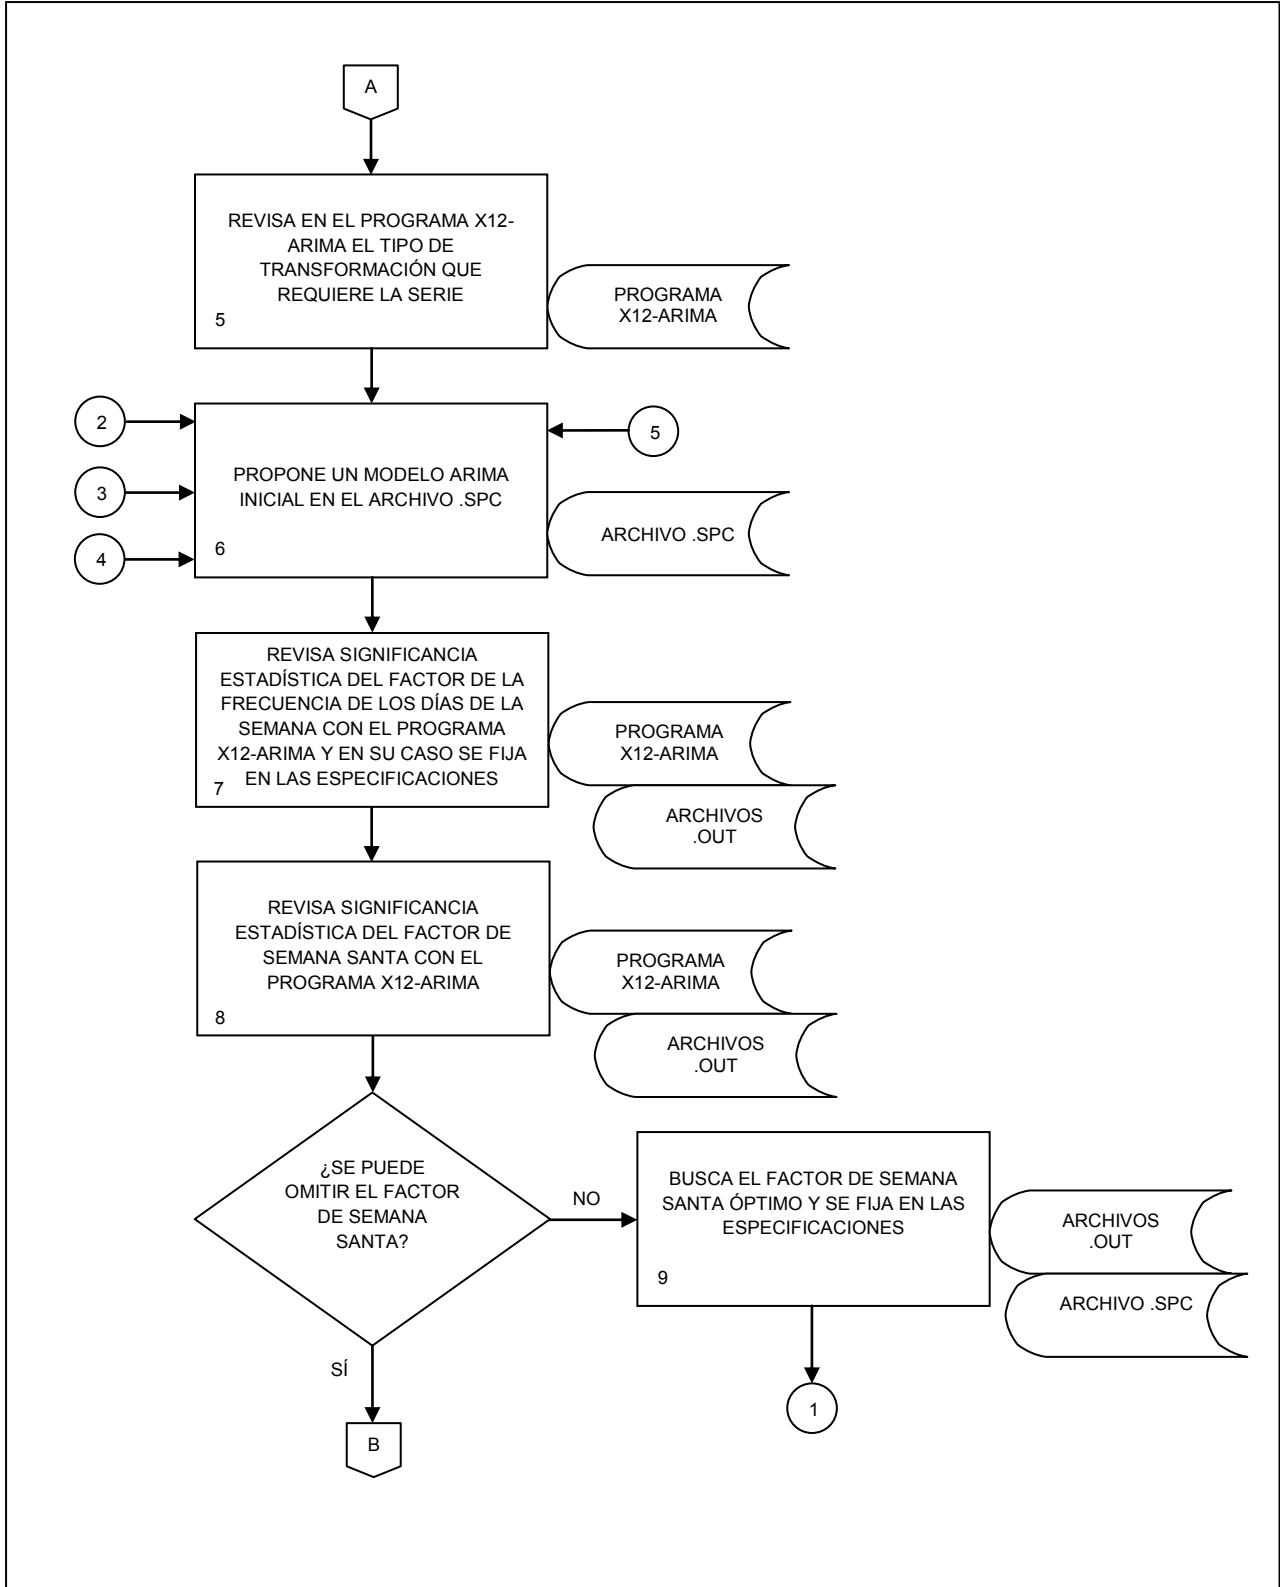 A
REVISA EN EL PROGRAMA X12-
ARIMA EL TIPO DE
TRANSFORMACIÓN QUE
REQUIERE LA SERIE
5
PROGRAMA
X12-ARIMA
2
3
4
5
PROPONE UN MODELO ARIMA
INICIAL EN EL ARCHIVO .SPC
6
ARCHIVO .SPC
REVISA SIGNIFICANCIA
ESTADÍSTICA DEL FACTOR DE LA
FRECUENCIA DE LOS DÍAS DE LA
SEMANA CON EL PROGRAMA
X12-ARIMA Y EN SU CASO SE FIJA
EN LAS ESPECIFICACIONES
7
PROGRAMA
X12-ARIMA
ARCHIVOS
.OUT
REVISA SIGNIFICANCIA
ESTADÍSTICA DEL FACTOR DE
SEMANA SANTA CON EL
PROGRAMA X12-ARIMA
8
PROGRAMA
X12-ARIMA
ARCHIVOS
.OUT
¿SE PUEDE
OMITIR EL FACTOR
DE SEMANA
SANTA?
NO
BUSCA EL FACTOR DE SEMANA
SANTA ÓPTIMO Y SE FIJA EN LAS
ESPECIFICACIONES
9
ARCHIVOS
.OUT
ARCHIVO .SPC
SÍ
1
B